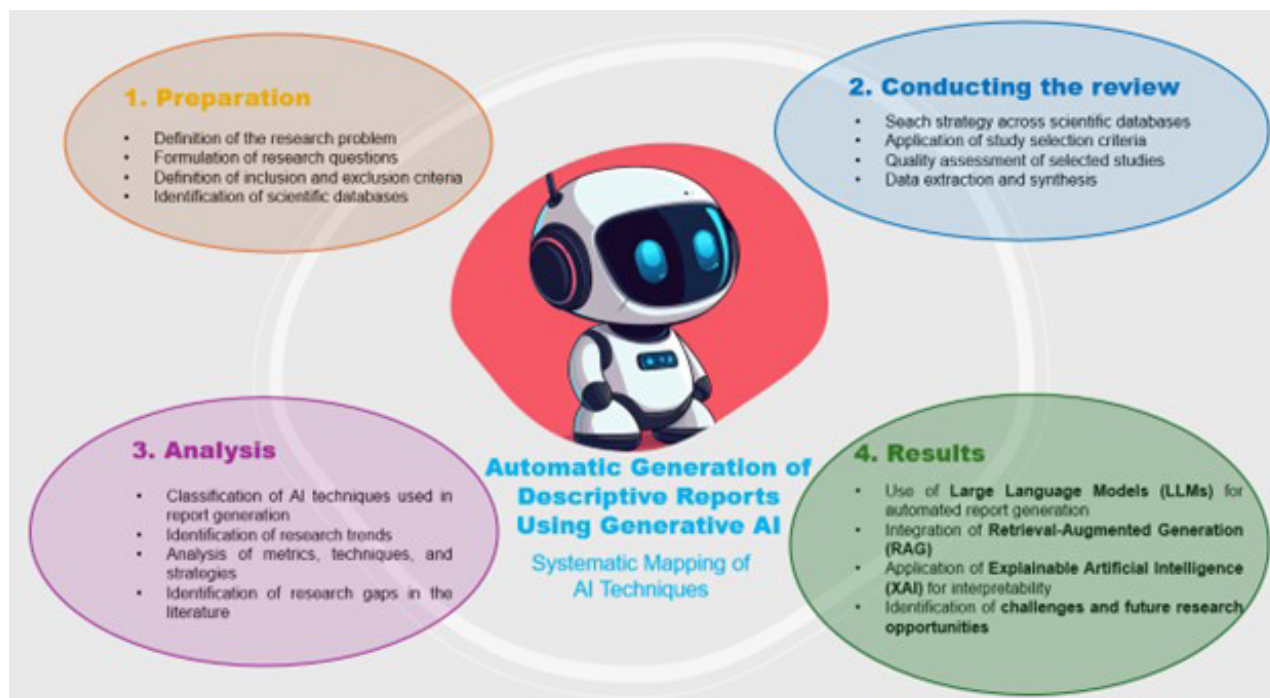 1. Preparation
• Definition of the research problem
• Formulation of research questions
• Definition of inclusion and exclusion criteria
• Identification of scientific databases
2. Conducting the review
• Seach strategy across scientific databases
• Application of study selection criteria
• Quality assessment of selected studies
• Data extraction and synthesis
Automatic Generation of
Descriptive Reports
Using Generative AI
Systematic Mapping of
AI Techniques
3. Analysis
• Classification of AI techniques used in
report generation
• Identification of research trends
• Analysis of metrics, techniques, and
strategies
• Identification of research gaps in the
literature
4. Results
• Use of Large Language Models (LLMs) for
automated report generation
• Integration of Retrieval-Augmented Generation
(RAG)
• Application of Explainable Artificial Intelligence
(XAI) for interpretability
• Identification of challenges and future research
opportunities